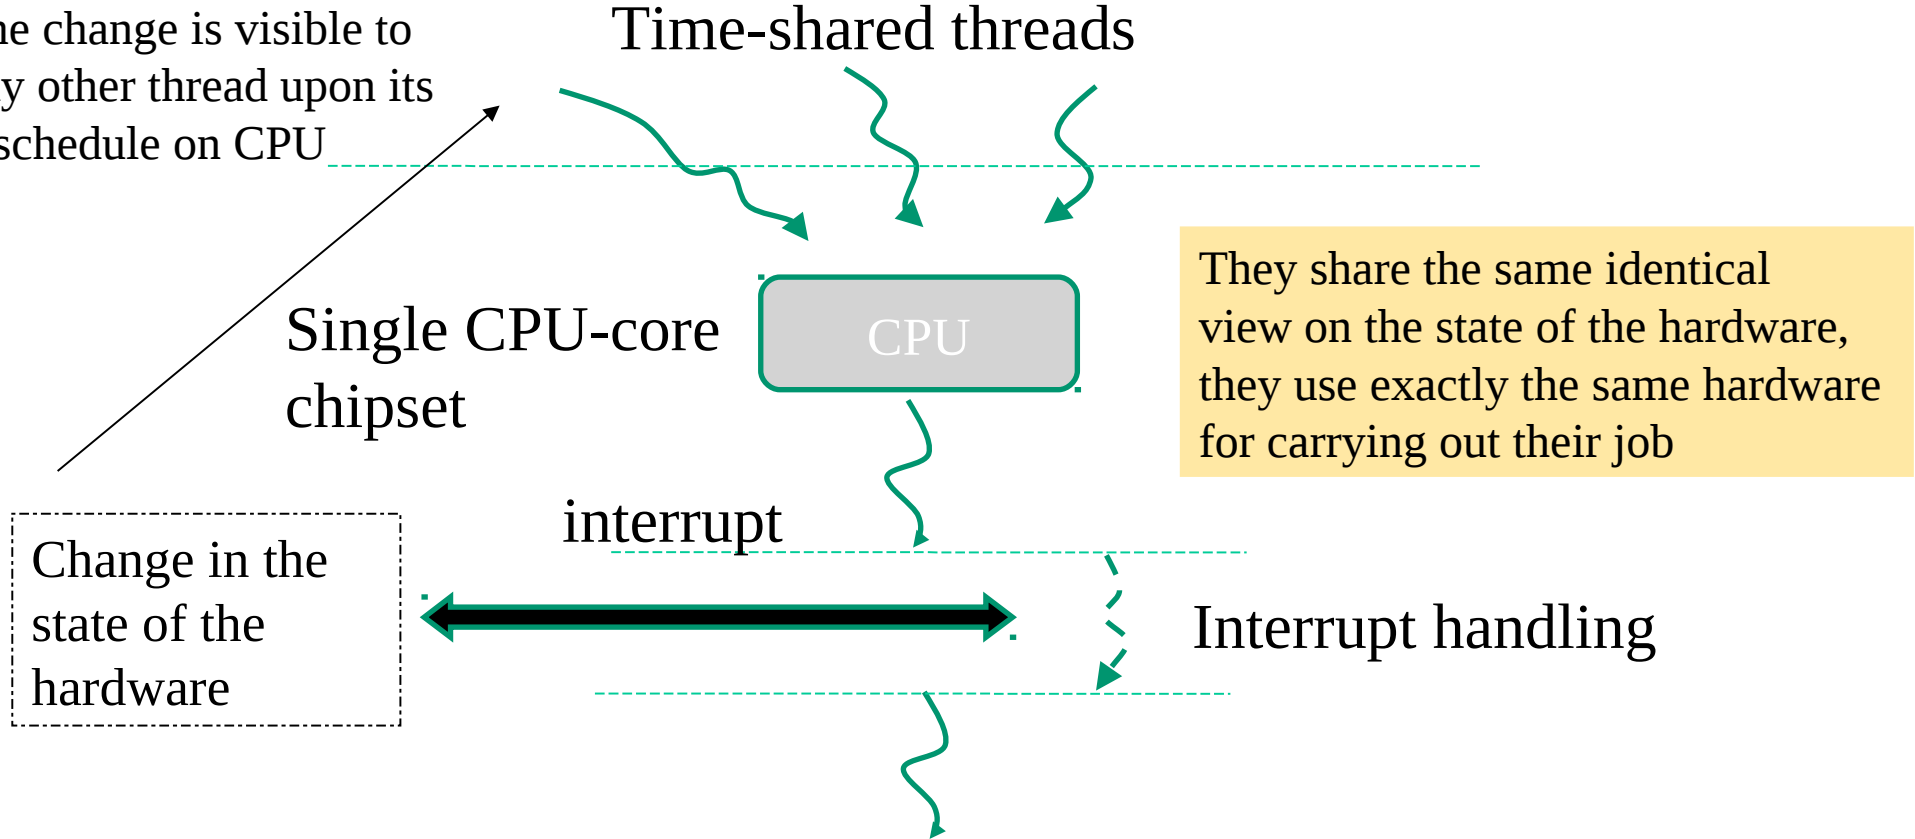 change is visible to
other thread upon its
schedule on CPU
Time-shared threads
Single CPU-core
chipset
CPU
They share the same identical
view on the state of the hardware,
they use exactly the same hardware
for carrying out their job
interrupt
Change in the
state of the
hardware
Interrupt handling